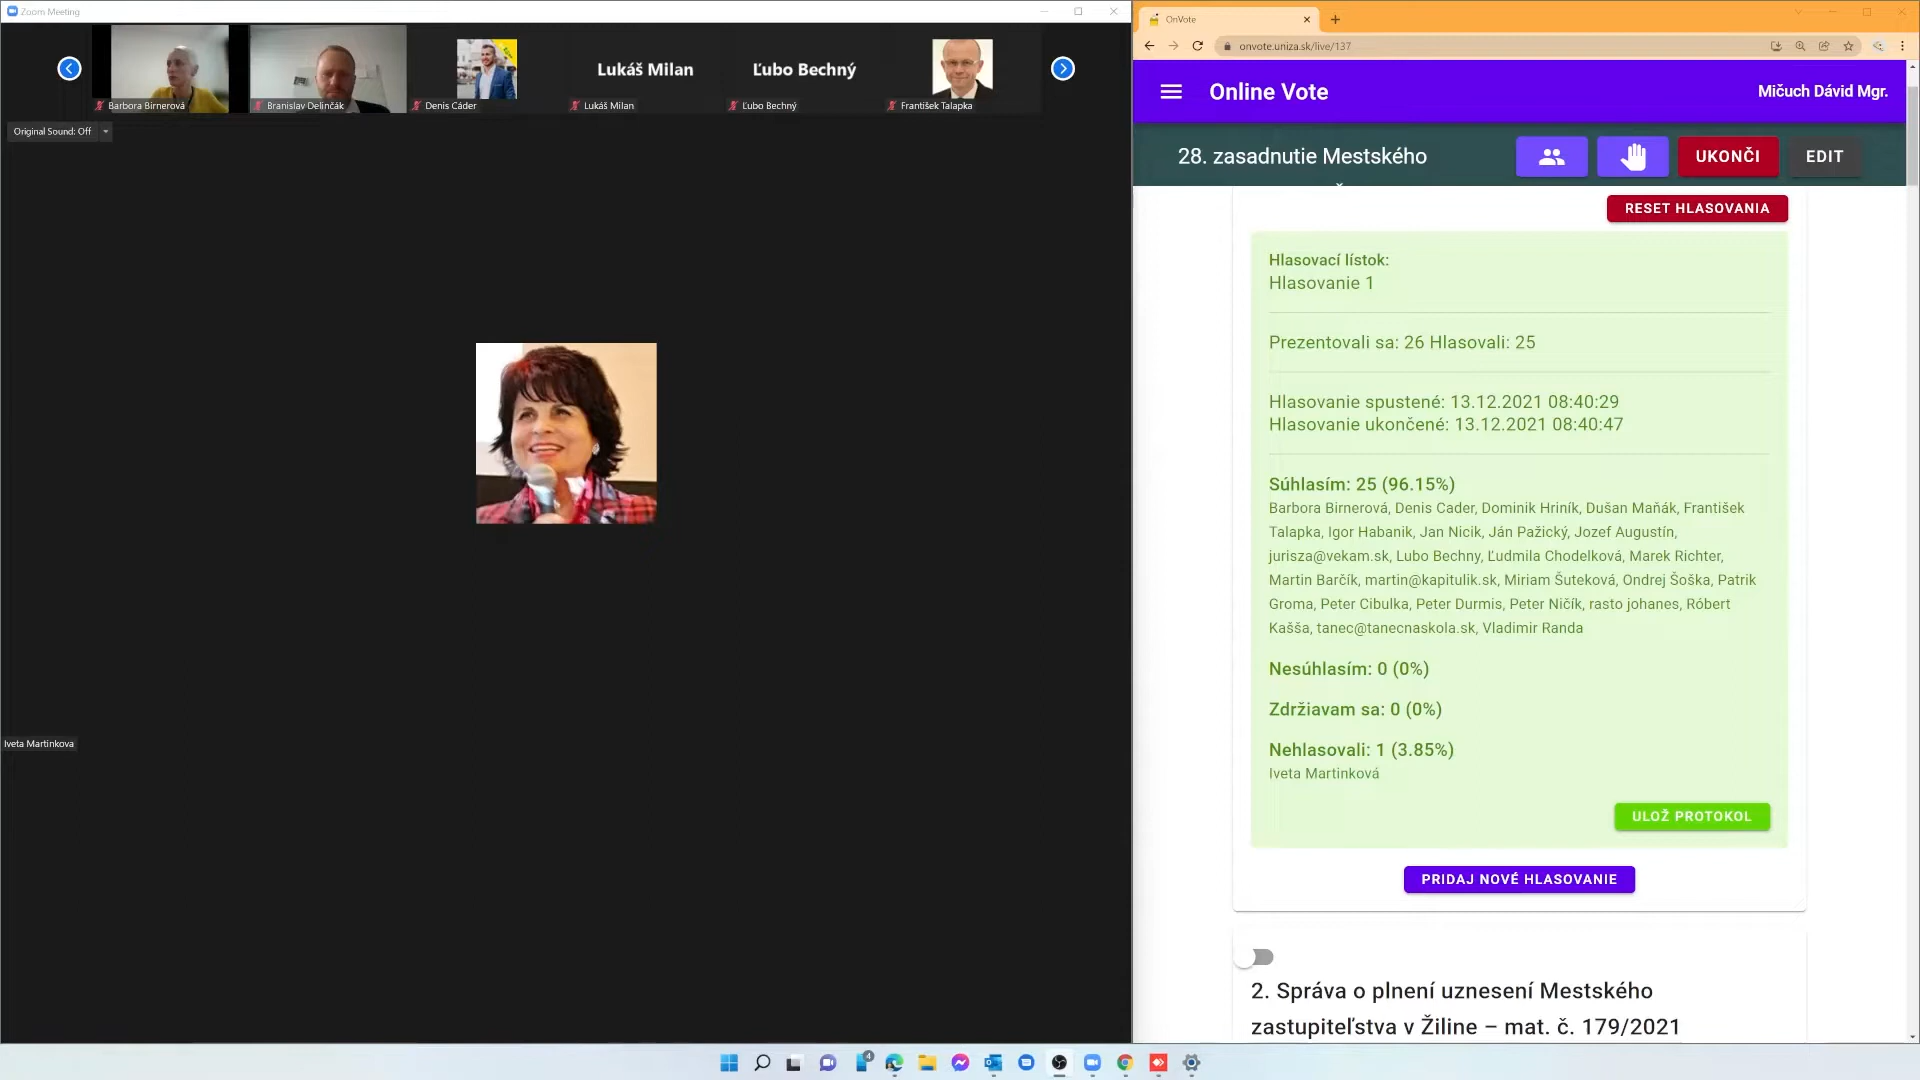 Zoom Meeting
Barbora Birnerová
Branislav Delinčák
Denis Cáder
Lukáš Milan
Lukáš Milan
Ľubo Bechný
Ľubo Bechný
František Talapka
Original Sound: Off
Iveta Martinkova
OnVote
onvote.uniza.sk/live/137
Online Vote
Mičuch Dávid Mgr.
28. zasadnutie Mestského
UKONČI
EDIT
RESET HLASOVANIA
Hlasovací lístok:
Hlasovanie 1
Prezentovali sa: 26 Hlasovali: 25
Hlasovanie spustené: 13.12.2021 08:40:29
Hlasovanie ukončené: 13.12.2021 08:40:47
Súhlasím: 25 (96.15%)
Barbora Birnerová, Denis Cader, Dominik Hriník, Dušan Maňák, František
Talapka, Igor Habanik, Jan Nicik, Ján Pažický, Jozef Augustín,
jurisza@vekam.sk, Lubo Bechny, Ľudmila Chodelková, Marek Richter,
Martin Barčík, martin@kapitulik.sk, Miriam Šuteková, Ondrej Šoška, Patrik
Groma, Peter Cibulka, Peter Durmis, Peter Ničík, rasto johanes, Róbert
Kašša, tanec@tanecnaskola.sk, Vladimir Randa
Nesúhlasím: 0 (0%)
Zdržiavam sa: 0 (0%)
Nehlasovali: 1 (3.85%)
Iveta Martinková
ULOŽ PROTOKOL
PRIDAJ NOVÉ HLASOVANIE
2. Správa o plnení uznesení Mestského
zastupiteľstva v Žiline – mat. č. 179/2021
4